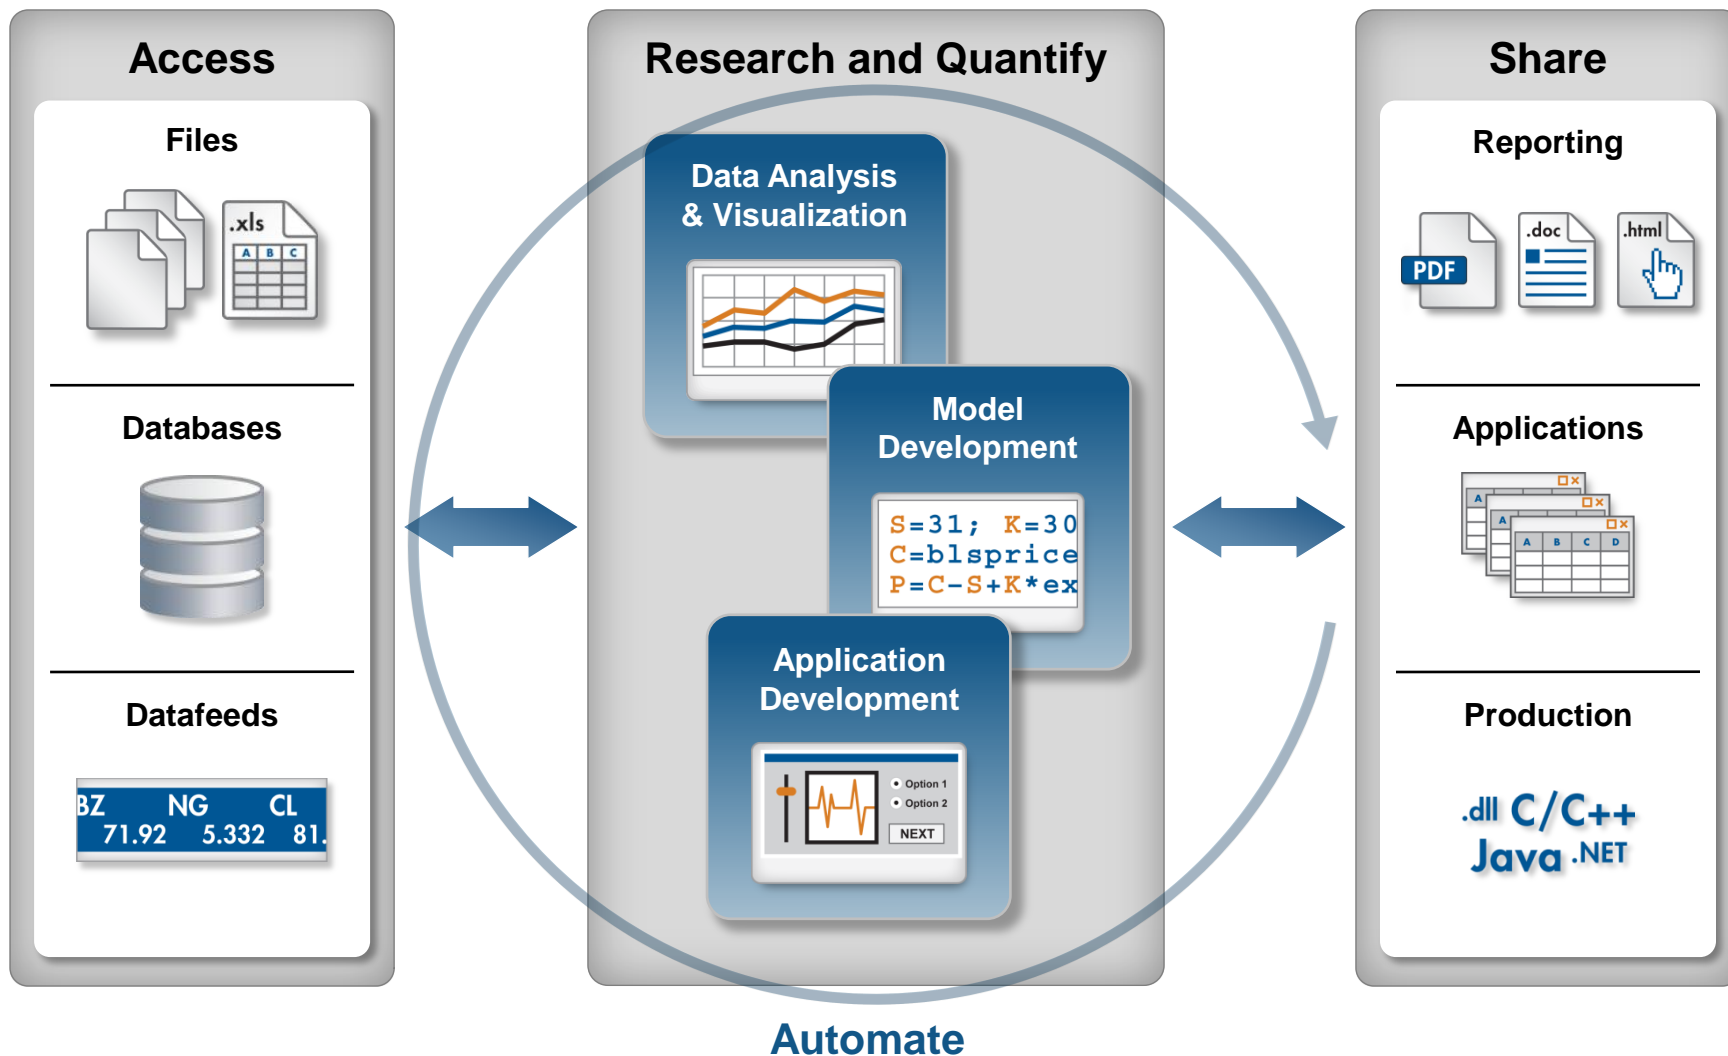 Access
Files
.xls
A B C
Databases
Datafeeds
BZ NG CL
71.92 5.332 81.
Research and Quantify
Data Analysis
& Visualization
Model
Development
S=31; K=30
C=blsprice
P=C-S+K*ex
Application
Development
Option 1
Option 2
NEXT
Share
Reporting
PDF
.doc
.html
Applications
A
A
A B C D
Production
.dll C/C++
Java .NET
Automate